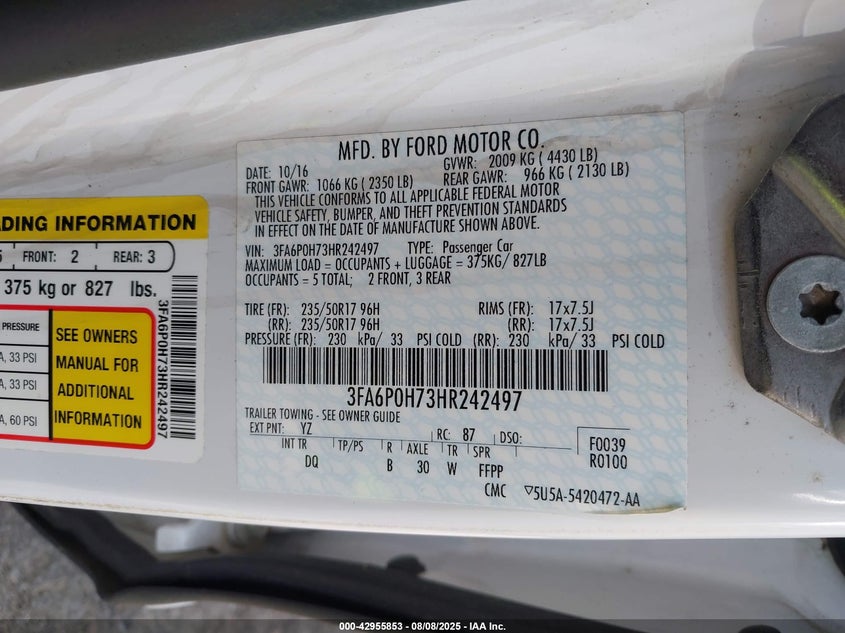 MFD. BY FORD MOTOR CO.
DATE: 10/16 GVWR: 2009 KG ( 4430 LB)
FRONT GAWR: 1066 KG ( 2350 LB) REAR GAWR: 966 KG ( 2130 LB)
THIS VEHICLE CONFORMS TO ALL APPLICABLE FEDERAL MOTOR
VEHICLE SAFETY, BUMPER, AND THEFT PREVENTION STANDARDS
IN EFFECT ON THE DATE OF MANUFACTURE SHOWN ABOVE.
VIN: 3FA6P0H73HR242497 TYPE: Passenger Car
MAXIMUM LOAD = OCCUPANTS + LUGGAGE = 375KG/ 827LB
OCCUPANTS = 5 TOTAL; 2 FRONT, 3 REAR
TIRE (FR): 235/50R17 96H RIMS (FR): 17x7.5J
(RR): 235/50R17 96H (RR): 17x7.5J
PRESSURE (FR): 230 kPa/ 33 PSI COLD (RR): 230 kPa/ 33 PSI COLD
3FA6P0H73HR242497
TRAILER TOWING - SEE OWNER GUIDE
EXT PNT: YZ RC: 87 DSO: F0039
INT TR TP/PS R AXLE TR SPR R0100
DQ B 30 W FFPP
CMC ▽5U5A-5420472-AA
ADING INFORMATION
5 FRONT: 2 REAR: 3
375 kg or 827 lbs.
PRESSURE
A, 33 PSI
A, 33 PSI
A, 60 PSI
SEE OWNERS
MANUAL FOR
ADDITIONAL
INFORMATION
3FA6P0H73HR242497
000-42955853 - 08/08/2025 - IAA Inc.